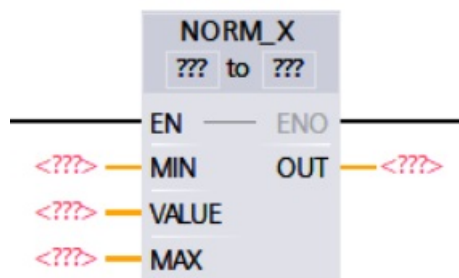 NORM_X
??? to ???
EN ENO
<???> MIN OUT <???>
<???> VALUE
<???> MAX